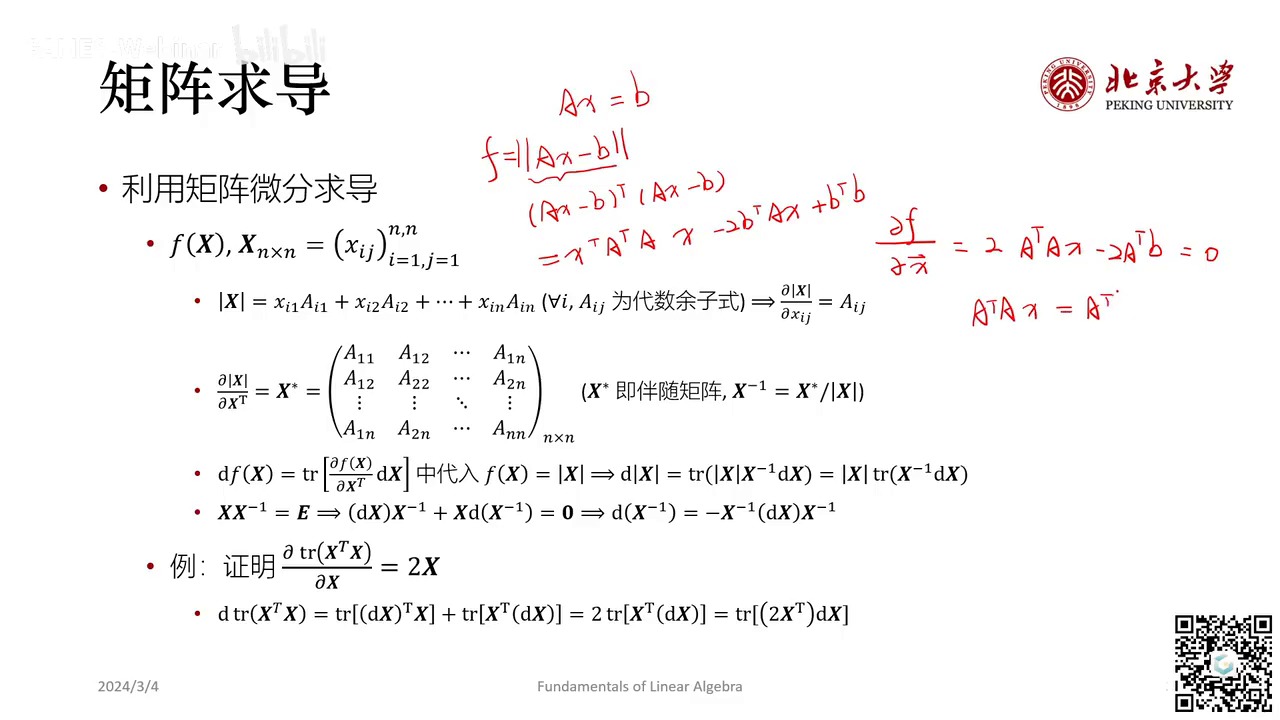 bilibili
矩阵求导
北京大学
PEKING UNIVERSITY
Ax = b
f=||Ax-b||
(Ax-b)ᵀ(Ax-b)
= xᵀAᵀA x -2bᵀAx+bᵀb
∂f/∂x⃗ = 2 AᵀAx-2Aᵀb = 0
AᵀAx = Aᵀ
• 利用矩阵微分求导
• f(X), Xₙ×ₙ = (xᵢⱼ)ⁿ,ⁿ ᵢ₌₁,ⱼ₌₁
• |X| = xᵢ₁Aᵢ₁ + xᵢ₂Aᵢ₂ + ⋯ + xᵢₙAᵢₙ (∀i, Aᵢⱼ 为代数余子式) ⟹ ∂|X|/∂xᵢⱼ = Aᵢⱼ
• ∂|X|/∂Xᵀ = X* = (A₁₁ A₁₂ ⋯ A₁ₙ
A₁₂ A₂₂ ⋯ A₂ₙ
⋮ ⋮ ⋱ ⋮
A₁ₙ A₂ₙ ⋯ Aₙₙ)ₙ×ₙ (X* 即伴随矩阵, X⁻¹ = X*/|X|)
• df(X) = tr[∂f(X)/∂Xᵀ dX] 中代入 f(X) = |X| ⟹ d|X| = tr(|X|X⁻¹dX) = |X| tr(X⁻¹dX)
• XX⁻¹ = E ⟹ (dX)X⁻¹ + Xd(X⁻¹) = 0 ⟹ d(X⁻¹) = −X⁻¹(dX)X⁻¹
• 例：证明 ∂ tr(XᵀX)/∂X = 2X
• d tr(XᵀX) = tr[(dX)ᵀX] + tr[Xᵀ(dX)] = 2 tr[Xᵀ(dX)] = tr[(2Xᵀ)dX]
2024/3/4
Fundamentals of Linear Algebra